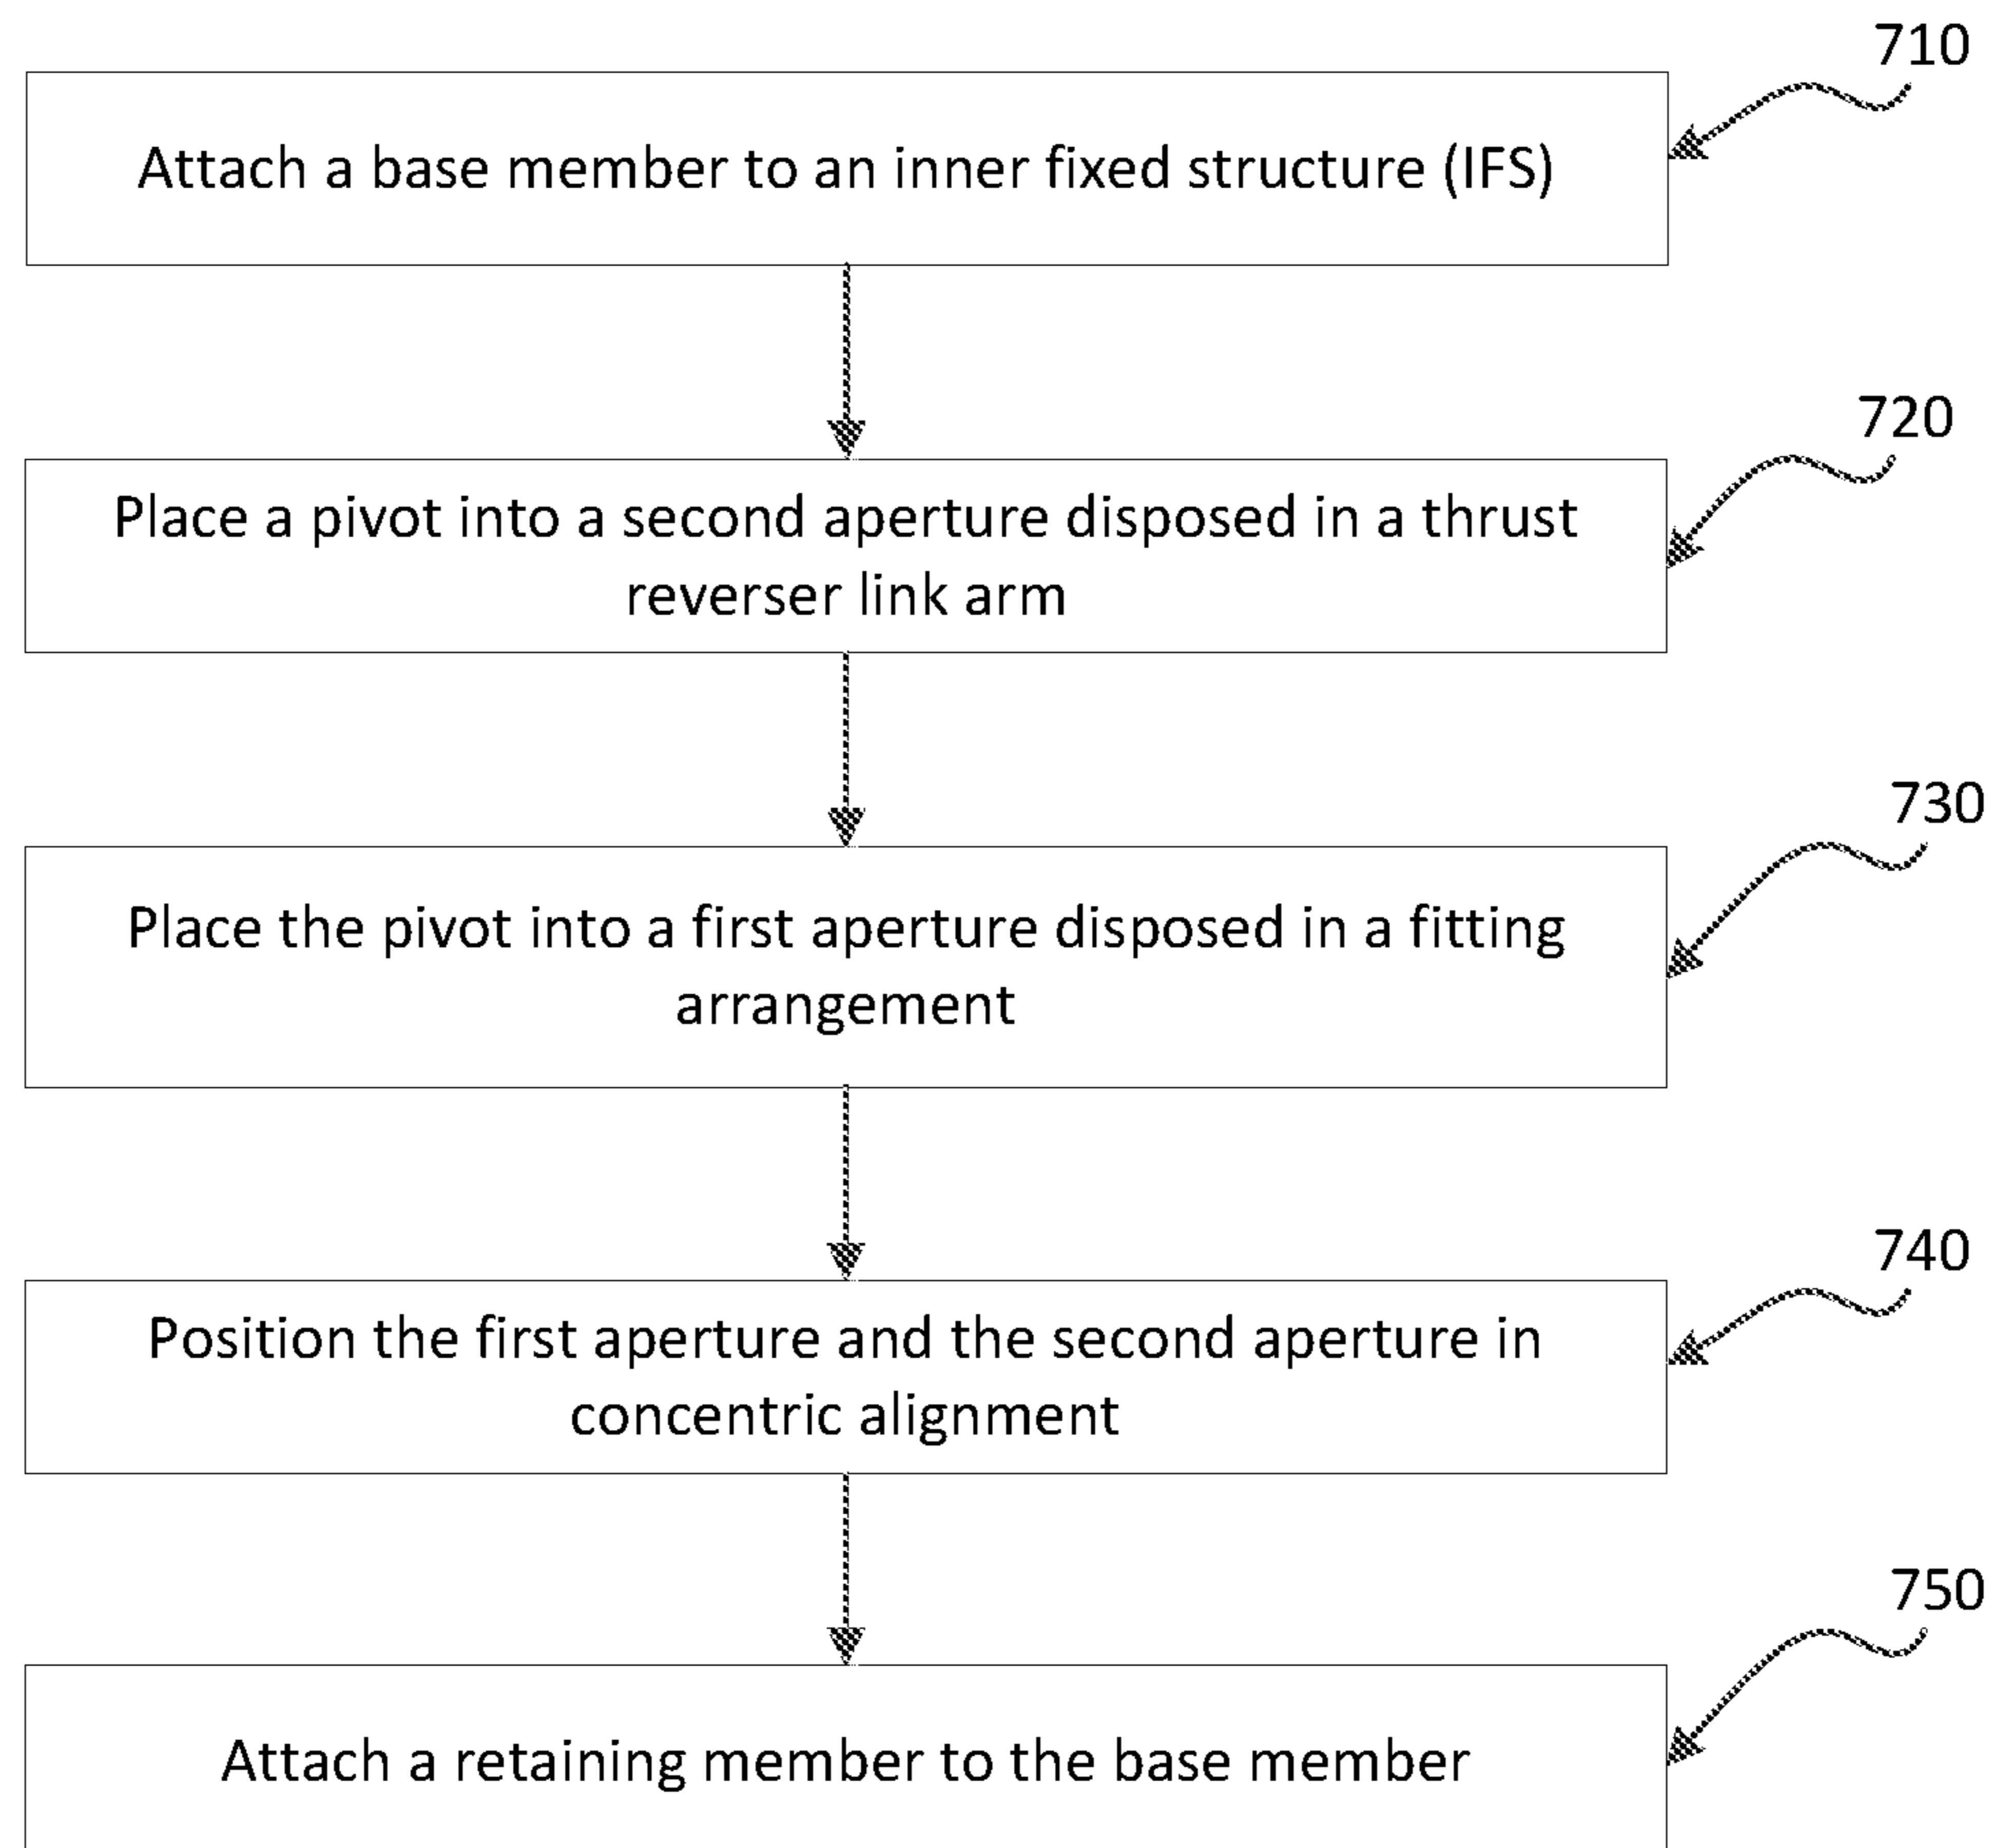 710
Attach a base member to an inner fixed structure (IFS)
720
Place a pivot into a second aperture disposed in a thrust
reverser link arm
730
Place the pivot into a first aperture disposed in a fitting
arrangement
740
Position the first aperture and the second aperture in
concentric alignment
750
Attach a retaining member to the base member